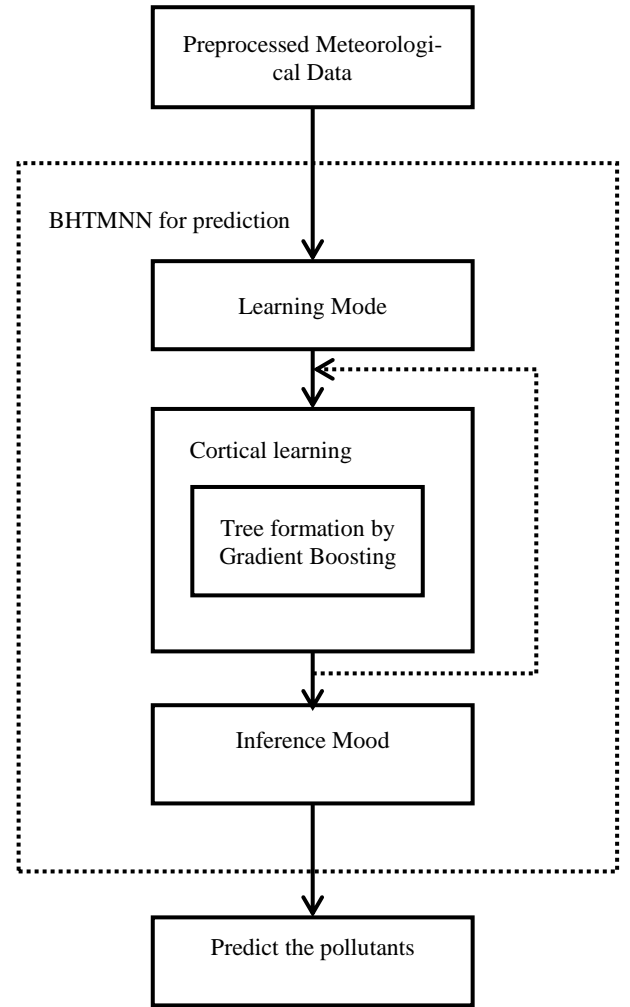 Preprocessed Meteorologi-
cal Data
BHTMNN for prediction
Learning Mode
Cortical learning
Tree formation by
Gradient Boosting
Inference Mood
Predict the pollutants